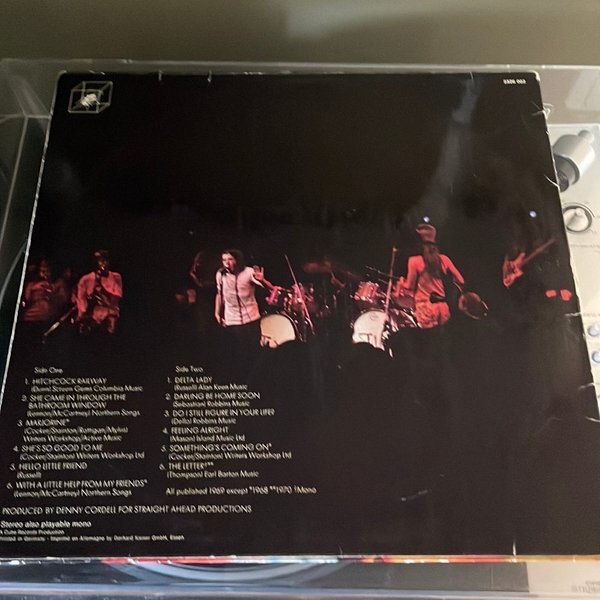 2326 002
Side One
1. HITCHCOCK RAILWAY
(Dunn) Screen Gems Columbia Music
2. SHE CAME IN THROUGH THE
BATHROOM WINDOW
(Lennon/McCartney) Northern Songs
3. MARJORINE*
(Cocker/Stainton/Rattigan/Myles)
Writers Workshop/Active Music
4. SHE'S SO GOOD TO ME
(Cocker/Stainton) Writers Workshop Ltd
5. HELLO LITTLE FRIEND
(Russell)
6. WITH A LITTLE HELP FROM MY FRIENDS*
(Lennon/McCartney) Northern Songs
Side Two
1. DELTA LADY
(Russell) Alan Keen Music
2. DARLING BE HOME SOON
(Sebastian) Robbins Music
3. DO I STILL FIGURE IN YOUR LIFE?
(Dello) Robbins Music
4. FEELING ALRIGHT
(Mason) Island Music Ltd
5. SOMETHING'S COMING ON*
(Cocker/Stainton) Writers Workshop Ltd
6. THE LETTER†**
(Thompson) Earl Barton Music
All published 1969 except *1968 **1970 †Mono
PRODUCED BY DENNY CORDELL FOR STRAIGHT AHEAD PRODUCTIONS
Stereo also playable mono
A Cube Records Production
Printed in Germany - Imprimé en Allemagne by Gerhard Kaiser GmbH, Essen